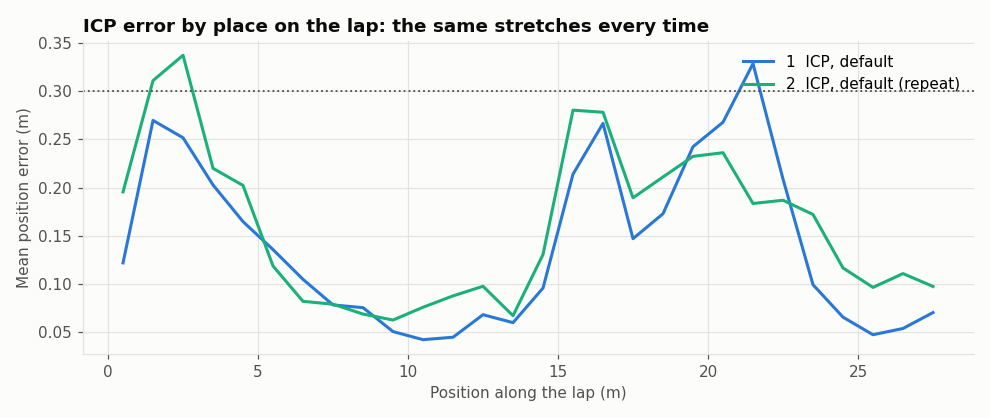 ICP error by place on the lap: the same stretches every time
1 ICP, default
2 ICP, default (repeat)
Mean position error (m)
0.35
0.30
0.25
0.20
0.15
0.10
0.05
0
5
10
15
20
25
Position along the lap (m)